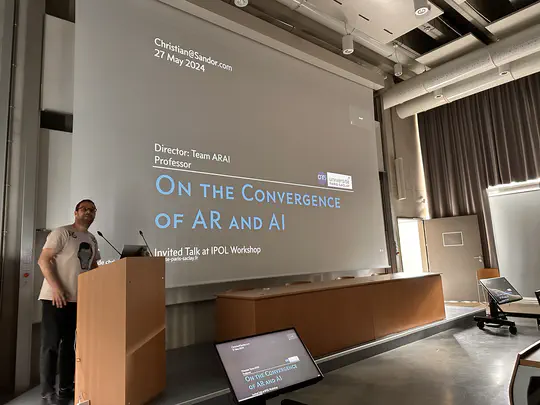 Christian@Sandor.com
27 May 2024
Director: Team ARAI
Professor
ON THE CONVERGENCE
OF AR AND AI
Invited Talk at IPOL Workshop
ON THE CONVERGENCE
OF AR AND AI